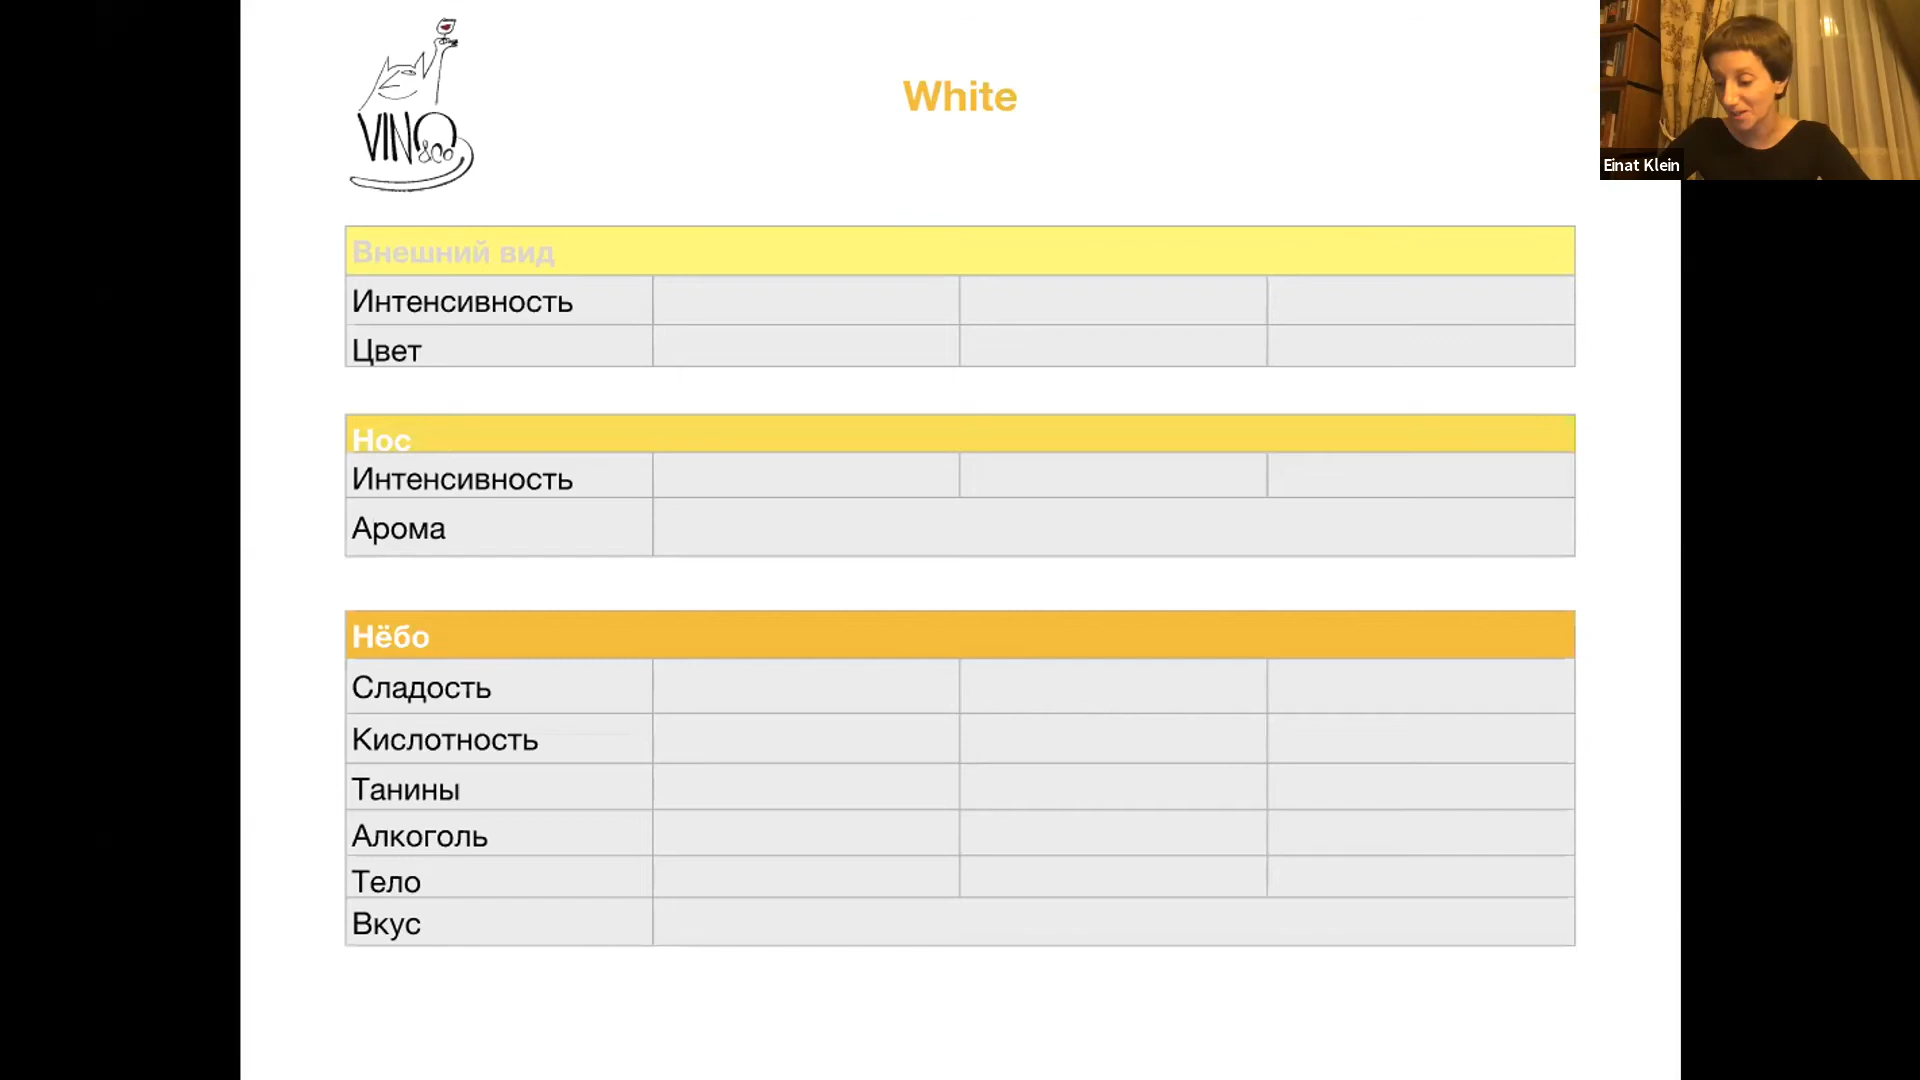 VINO
&Co
White
Einat Klein
Внешний вид
Интенсивность
Цвет
Нос
Интенсивность
Арома
Нёбо
Сладость
Кислотность
Танины
Алкоголь
Тело
Вкус